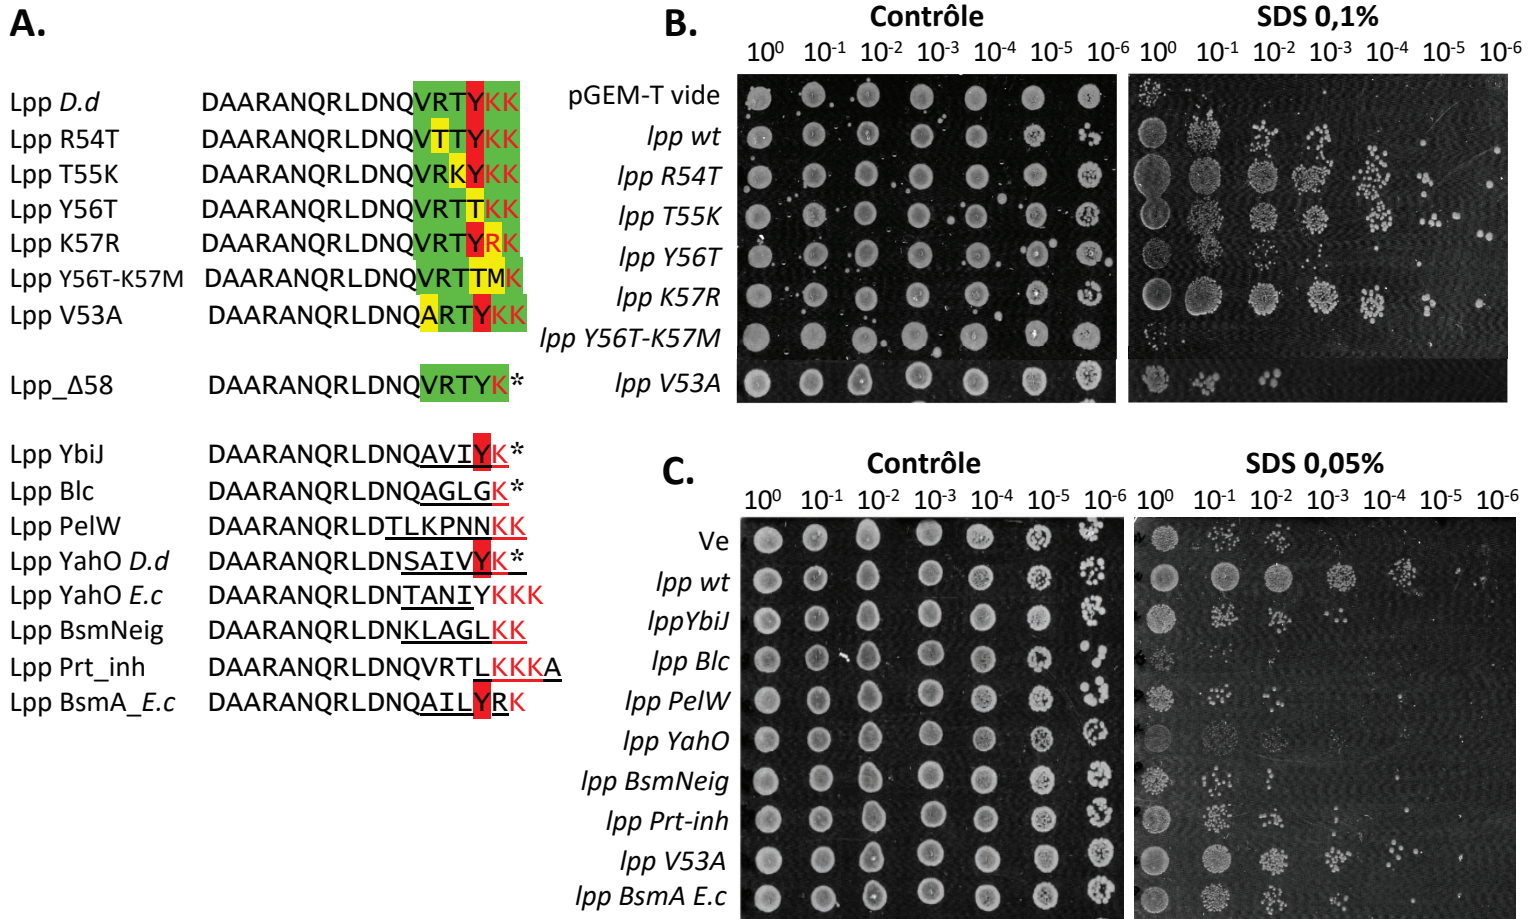 A.
Lpp D.d DAARANQRLDNQVRTYKK
Lpp R54T DAARANQRLDNQVTTYKK
Lpp T55K DAARANQRLDNQVRKYKK
Lpp Y56T DAARANQRLDNQVRTTKK
Lpp K57R DAARANQRLDNQVRTYRK
Lpp Y56T-K57M DAARANQRLDNQVRTTMK
Lpp V53A DAARANQRLDNQARTYKK
Lpp_Δ58 DAARANQRLDNQVRTYK*
Lpp YbiJ DAARANQRLDNQAVIYK*
Lpp Blc DAARANQRLDNQAGLGK*
Lpp PelW DAARANQRLDTLKPNNKK
Lpp YahO D.d DAARANQRLDNSAIVYK*
Lpp YahO E.c DAARANQRLDNTANIYKKK
Lpp BsmNeig DAARANQRLDNKLAGLKK
Lpp Prt_inh DAARANQRLDNQVRTLKKKA
Lpp BsmA_E.c DAARANQRLDNQAILYRK
B.
Contrôle SDS 0,1%
10⁰ 10⁻¹ 10⁻² 10⁻³ 10⁻⁴ 10⁻⁵ 10⁻⁶ 10⁰ 10⁻¹ 10⁻² 10⁻³ 10⁻⁴ 10⁻⁵ 10⁻⁶
pGEM-T vide
lpp wt
lpp R54T
lpp T55K
lpp Y56T
lpp K57R
lpp Y56T-K57M
lpp V53A
C.
Contrôle SDS 0,05%
10⁰ 10⁻¹ 10⁻² 10⁻³ 10⁻⁴ 10⁻⁵ 10⁻⁶ 10⁰ 10⁻¹ 10⁻² 10⁻³ 10⁻⁴ 10⁻⁵ 10⁻⁶
Ve
lpp wt
lppYbiJ
lpp Blc
lpp PelW
lpp YahO
lpp BsmNeig
lpp Prt-inh
lpp V53A
lpp BsmA E.c